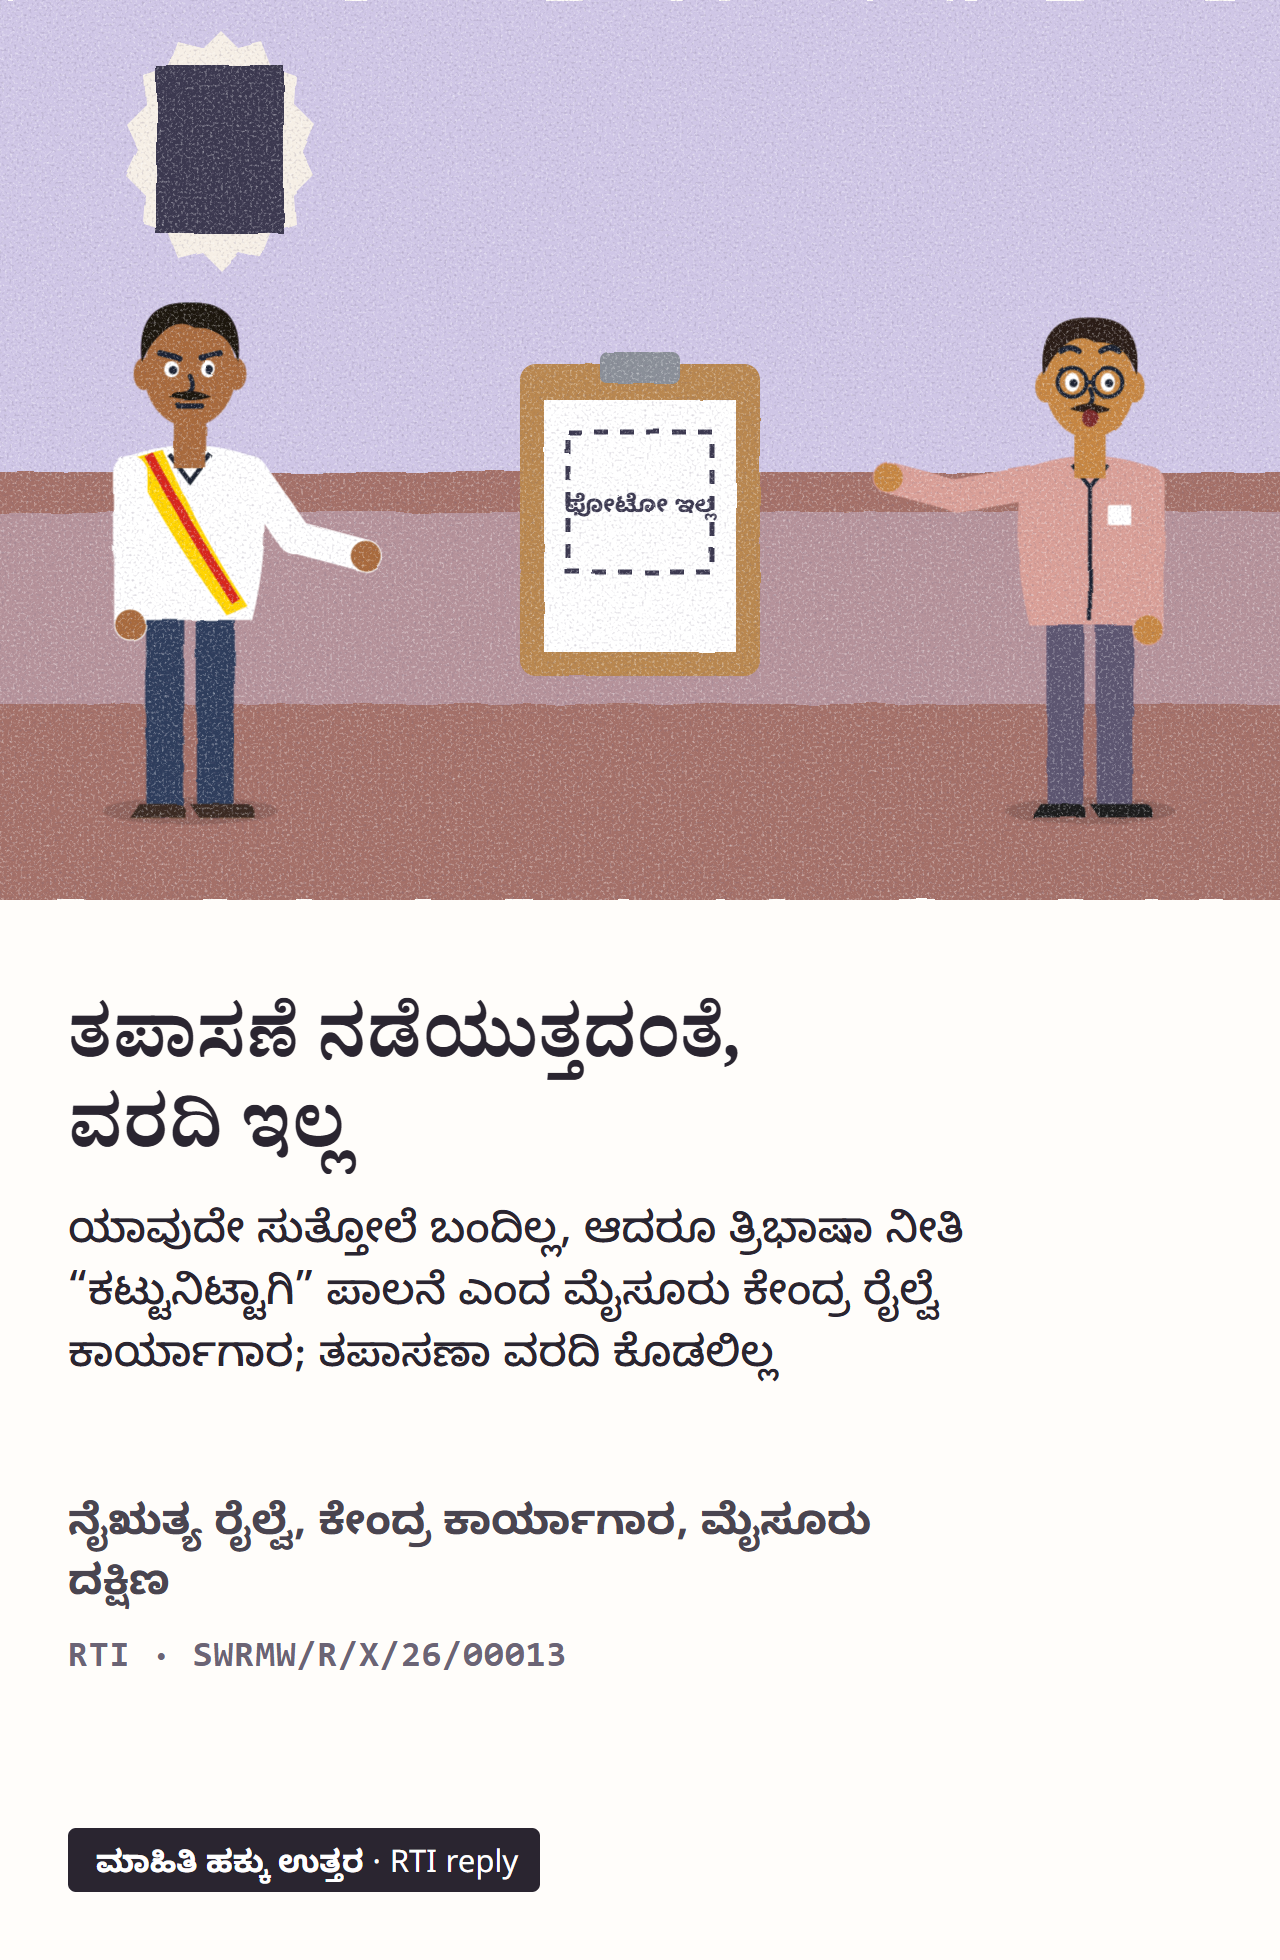 ಫೋಟೋ ಇಲ್ಲ
ತಪಾಸಣೆ ನಡೆಯುತ್ತದಂತೆ,
ವರದಿ ಇಲ್ಲ
ಯಾವುದೇ ಸುತ್ತೋಲೆ ಬಂದಿಲ್ಲ, ಆದರೂ ತ್ರಿಭಾಷಾ ನೀತಿ
“ಕಟ್ಟುನಿಟ್ಟಾಗಿ” ಪಾಲನೆ ಎಂದ ಮೈಸೂರು ಕೇಂದ್ರ ರೈಲ್ವೆ
ಕಾರ್ಯಾಗಾರ; ತಪಾಸಣಾ ವರದಿ ಕೊಡಲಿಲ್ಲ
ನೈಋತ್ಯ ರೈಲ್ವೆ, ಕೇಂದ್ರ ಕಾರ್ಯಾಗಾರ, ಮೈಸೂರು
ದಕ್ಷಿಣ
RTI · SWRMW/R/X/26/00013
ಮಾಹಿತಿ ಹಕ್ಕು ಉತ್ತರ · RTI reply